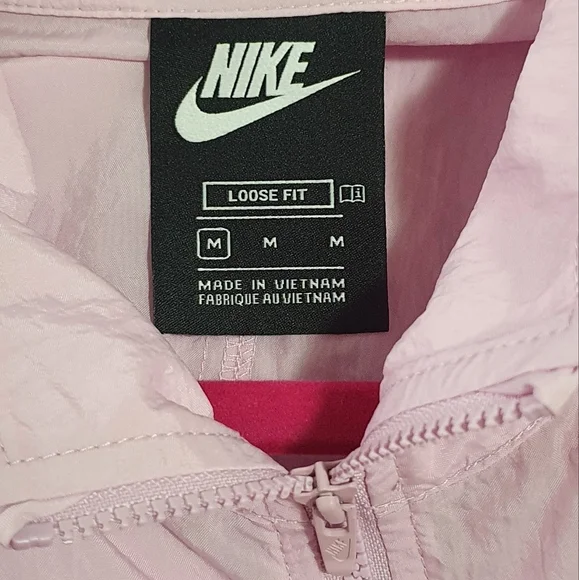 NIKE
LOOSE FIT
M M M
MADE IN VIETNAM
FABRIQUE AU VIETNAM